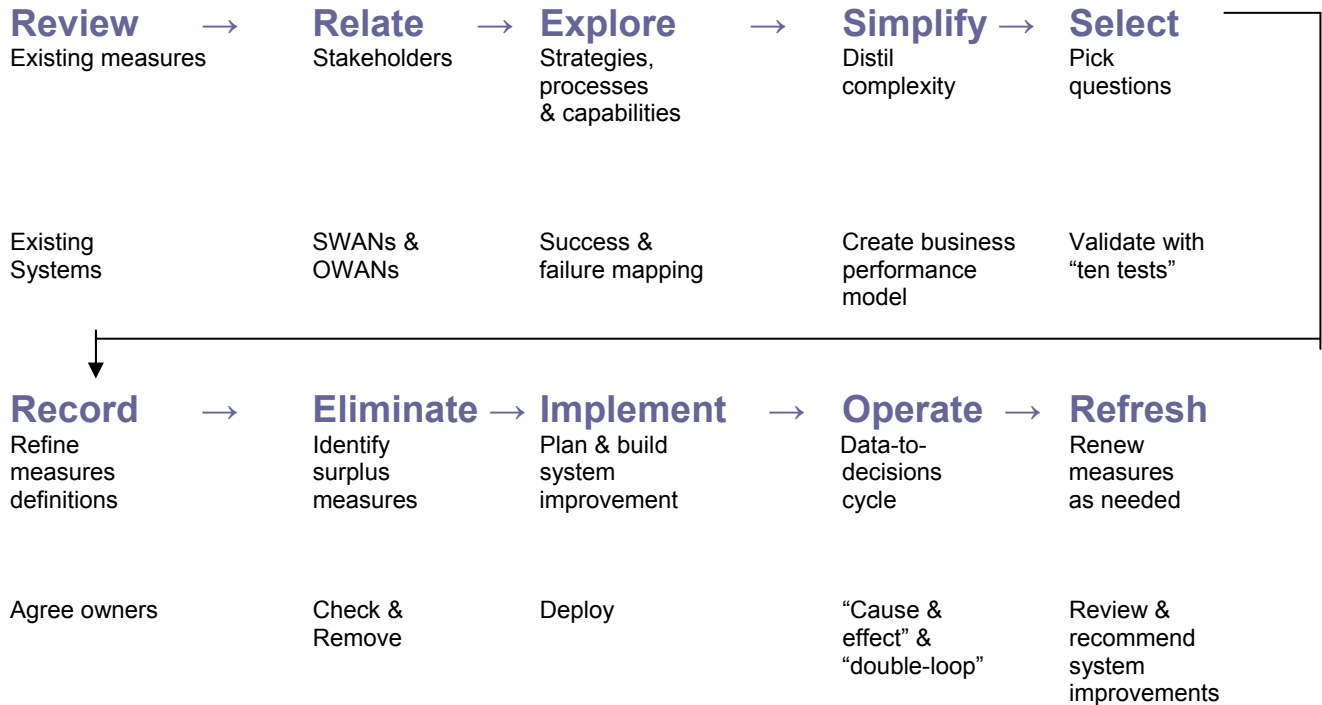 Review → Relate → Explore → Simplify → Select
Existing measures
Stakeholders
Strategies,
processes
& capabilities
Distil
complexity
Pick
questions
Existing
Systems
SWANs &
OWANs
Success &
failure mapping
Create business
performance
model
Validate with
“ten tests”
Record → Eliminate → Implement → Operate → Refresh
Refine
measures
definitions
Identify
surplus
measures
Plan & build
system
improvement
Data-to-
decisions
cycle
Renew
measures
as needed
Agree owners
Check &
Remove
Deploy
“Cause &
effect” &
“double-loop”
Review &
recommend
system
improvements